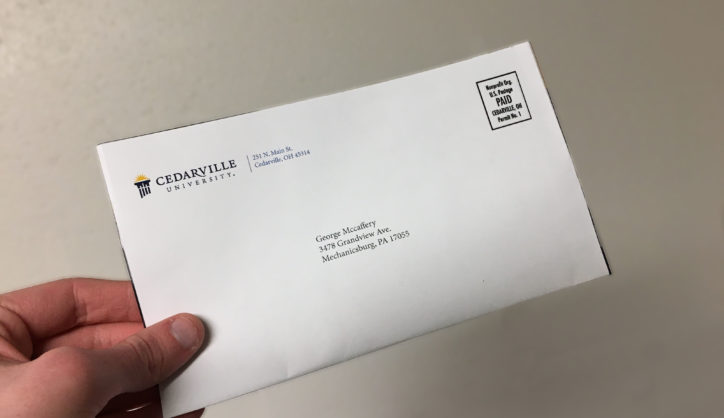 CEDARVILLE
UNIVERSITY®
251 N. Main St.
Cedarville, OH 45314
Nonprofit Org.
U.S. Postage
PAID
CEDARVILLE, OH
Permit No. 1
George Mccaffery
3478 Grandview Ave.
Mechanicsburg, PA 17055